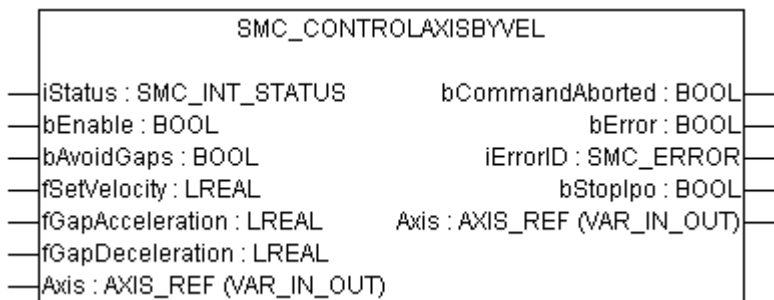 SMC_CONTROLAXISBYVEL
iStatus : SMC_INT_STATUS bCommandAborted : BOOL
bEnable : BOOL bError : BOOL
bAvoidGaps : BOOL iErrorID : SMC_ERROR
fSetVelocity : LREAL bStopIpo : BOOL
fGapAcceleration : LREAL Axis : AXIS_REF (VAR_IN_OUT)
fGapDeceleration : LREAL
Axis : AXIS_REF (VAR_IN_OUT)